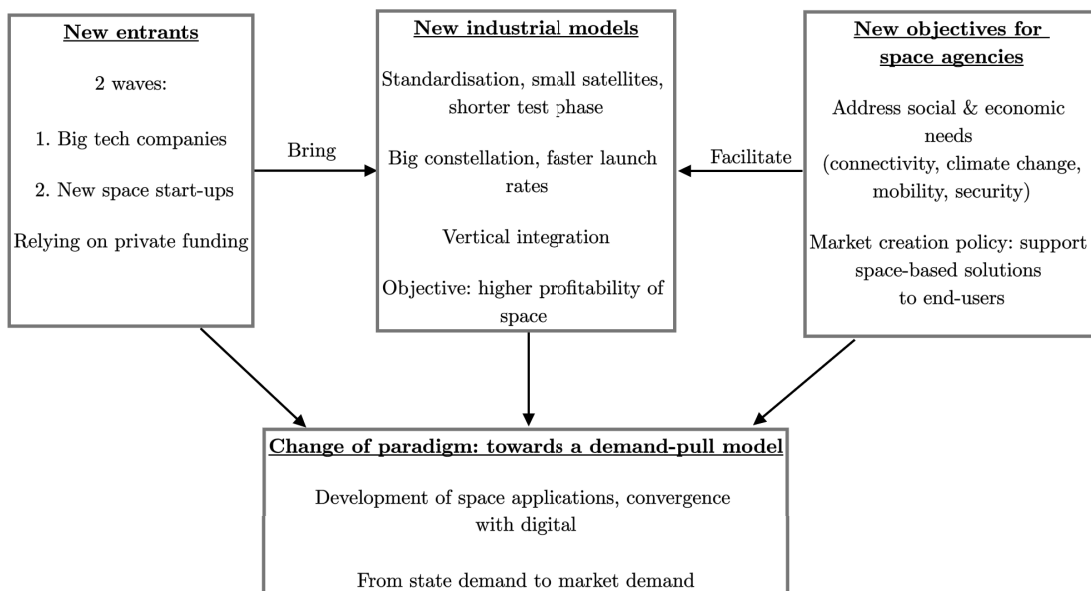 New entrants
2 waves:
1. Big tech companies
2. New space start-ups
Relying on private funding
Bring
New industrial models
Standardisation, small satellites,
shorter test phase
Big constellation, faster launch
rates
Vertical integration
Objective: higher profitability of
space
Facilitate
New objectives for
space agencies
Address social & economic
needs
(connectivity, climate change,
mobility, security)
Market creation policy: support
space-based solutions
to end-users
Change of paradigm: towards a demand-pull model
Development of space applications, convergence
with digital
From state demand to market demand